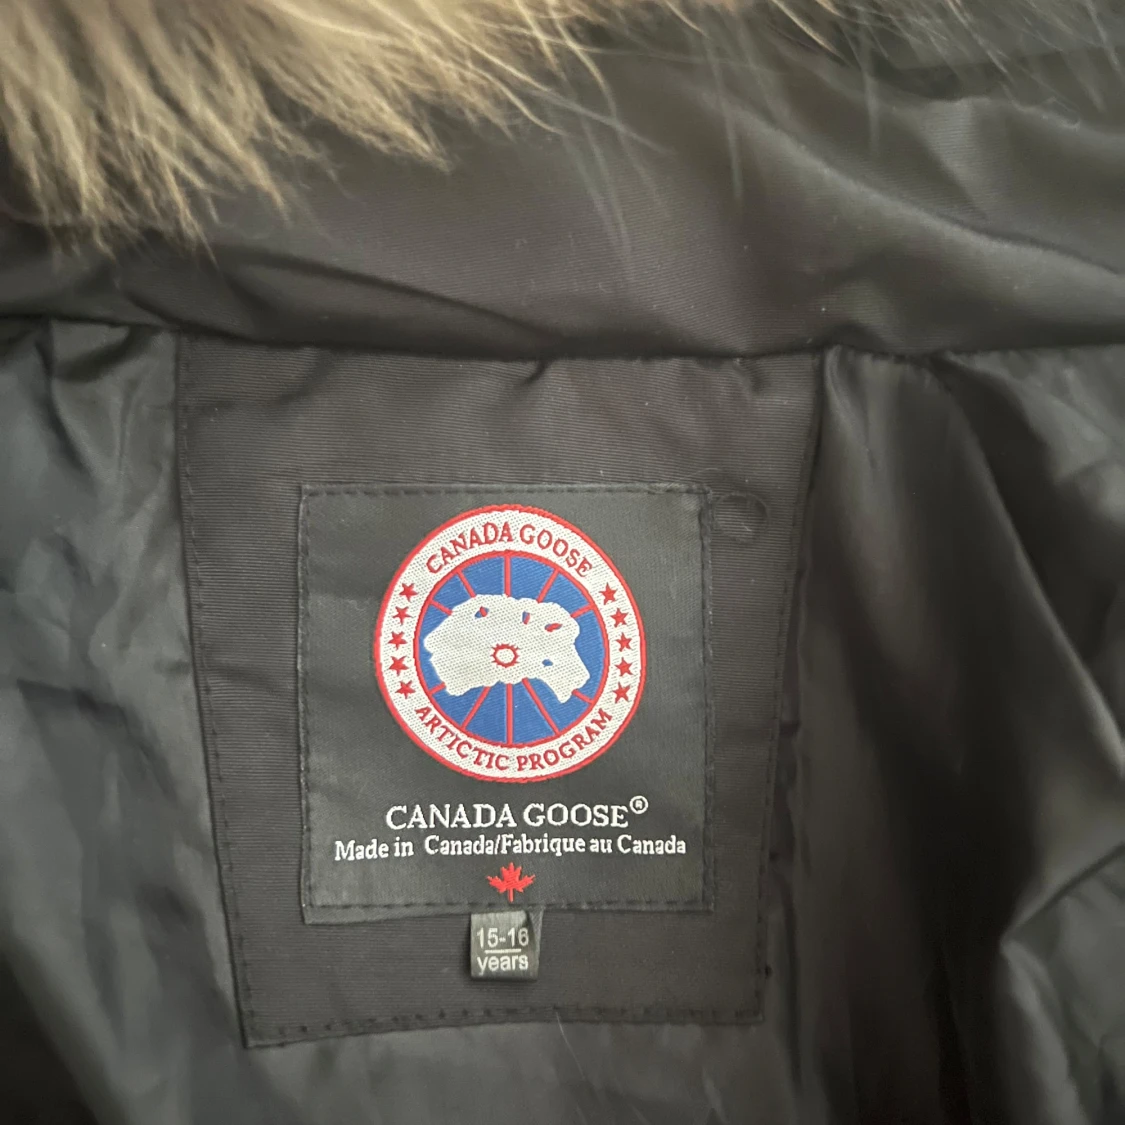 CANADA GOOSE
ARTICTIC PROGRAM
CANADA GOOSE®
Made in Canada/Fabrique au Canada
15-16
years